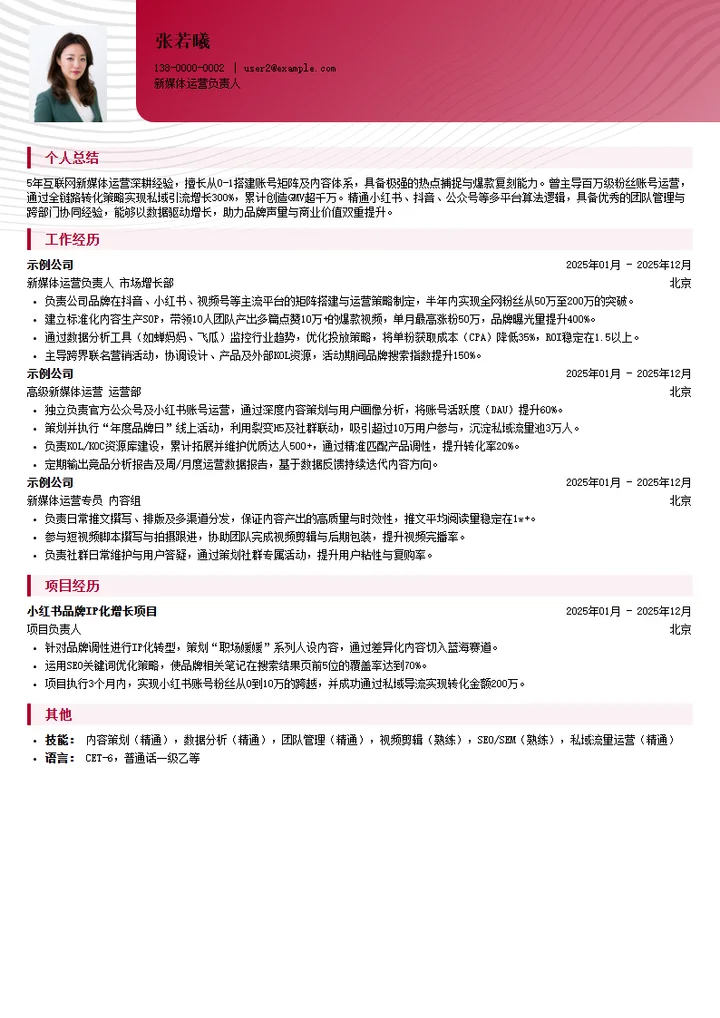 张若曦
138-0000-0002 | user2@example.com
新媒体运营负责人
个人总结
5年互联网新媒体运营深耕经验，擅长从0-1搭建账号矩阵及内容体系，具备极强的热点捕捉与爆款复刻能力。曾主导百万级粉丝账号运营，
通过全链路转化策略实现私域引流增长300%，累计创造GMV超千万。精通小红书、抖音、公众号等多平台算法逻辑，具备优秀的团队管理与
跨部门协同经验，能够以数据驱动增长，助力品牌声量与商业价值双重提升。
工作经历
示例公司 2025年01月 - 2025年12月
新媒体运营负责人 市场增长部 北京
• 负责公司品牌在抖音、小红书、视频号等主流平台的矩阵搭建与运营策略制定，半年内实现全网粉丝从50万至200万的突破。
• 建立标准化内容生产SOP，带领10人团队产出多篇点赞10万+的爆款视频，单月最高涨粉50万，品牌曝光量提升400%。
• 通过数据分析工具（如蝉妈妈、飞瓜）监控行业趋势，优化投放策略，将单粉获取成本（CPA）降低35%，ROI稳定在1.5以上。
• 主导跨界联名营销活动，协调设计、产品及外部KOL资源，活动期间品牌搜索指数提升150%。
示例公司 2025年01月 - 2025年12月
高级新媒体运营 运营部 北京
• 独立负责官方公众号及小红书账号运营，通过深度内容策划与用户画像分析，将账号活跃度（DAU）提升60%。
• 策划并执行“年度品牌日”线上活动，利用裂变H5及社群联动，吸引超过10万用户参与，沉淀私域流量池3万人。
• 负责KOL/KOC资源库建设，累计拓展并维护优质达人500+，通过精准匹配产品调性，提升转化率20%。
• 定期输出竞品分析报告及周/月度运营数据报告，基于数据反馈持续迭代内容方向。
示例公司 2025年01月 - 2025年12月
新媒体运营专员 内容组 北京
• 负责日常推文撰写、排版及多渠道分发，保证内容产出的高质量与时效性，推文平均阅读量稳定在1w+。
• 参与短视频脚本撰写与拍摄跟进，协助团队完成视频剪辑与后期包装，提升视频完播率。
• 负责社群日常维护与用户答疑，通过策划社群专属活动，提升用户粘性与复购率。
项目经历
小红书品牌IP化增长项目 2025年01月 - 2025年12月
项目负责人 北京
• 针对品牌调性进行IP化转型，策划“职场媛媛”系列人设内容，通过差异化内容切入蓝海赛道。
• 运用SEO关键词优化策略，使品牌相关笔记在搜索结果页前5位的覆盖率达到70%。
• 项目执行3个月内，实现小红书账号粉丝从0到10万的跨越，并成功通过私域导流实现转化金额200万。
其他
• 技能： 内容策划（精通），数据分析（精通），团队管理（精通），视频剪辑（熟练），SEO/SEM（熟练），私域流量运营（精通）
• 语言： CET-6，普通话一级乙等